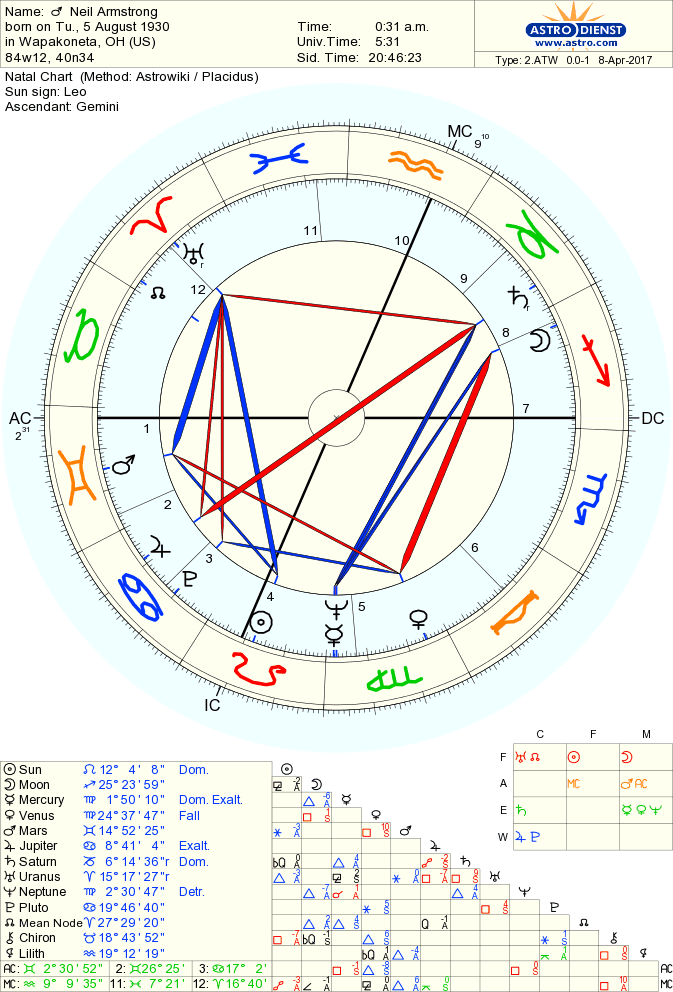 Name: ♂ Neil Armstrong
born on Tu., 5 August 1930
in Wapakoneta, OH (US)
84w12, 40n34
Time: 0:31 a.m.
Univ.Time: 5:31
Sid. Time: 20:46:23
ASTRO DIENST
www.astro.com
Type: 2.ATW 0.0-1 8-Apr-2017
Natal Chart (Method: Astrowiki / Placidus)
Sun sign: Leo
Ascendant: Gemini
MC 9 10
11
10
12
9
8
AC
2 31
1
7
DC
2
3
6
4
5
IC
C F M
F ♅ ☊ ☉ ☽
A MC ♂ AC
E ♄ ☿ ♀ ♆
W ♃ ♇
☉ Sun ♌ 12° 4' 8" Dom.
☽ Moon ♐ 25° 23' 59"
☿ Mercury ♍ 1° 50' 10" Dom. Exalt.
♀ Venus ♍ 24° 37' 47" Fall
♂ Mars ♊ 14° 52' 25"
♃ Jupiter ♋ 8° 41' 4" Exalt.
♄ Saturn ♑ 6° 14' 36" r Dom.
♅ Uranus ♈ 15° 17' 27" r
♆ Neptune ♍ 2° 30' 47" Detr.
♇ Pluto ♋ 19° 46' 40"
☊ Mean Node ♈ 27° 29' 20"
⚷ Chiron ♉ 18° 43' 52"
⚸ Lilith ♒ 19° 12' 19"
AC: ♊ 2° 30' 52" 2: ♊ 26° 25' 3: ♋ 17° 2'
MC: ♒ 9° 9' 35" 11: ♓ 7° 21' 12: ♈ 16° 40'